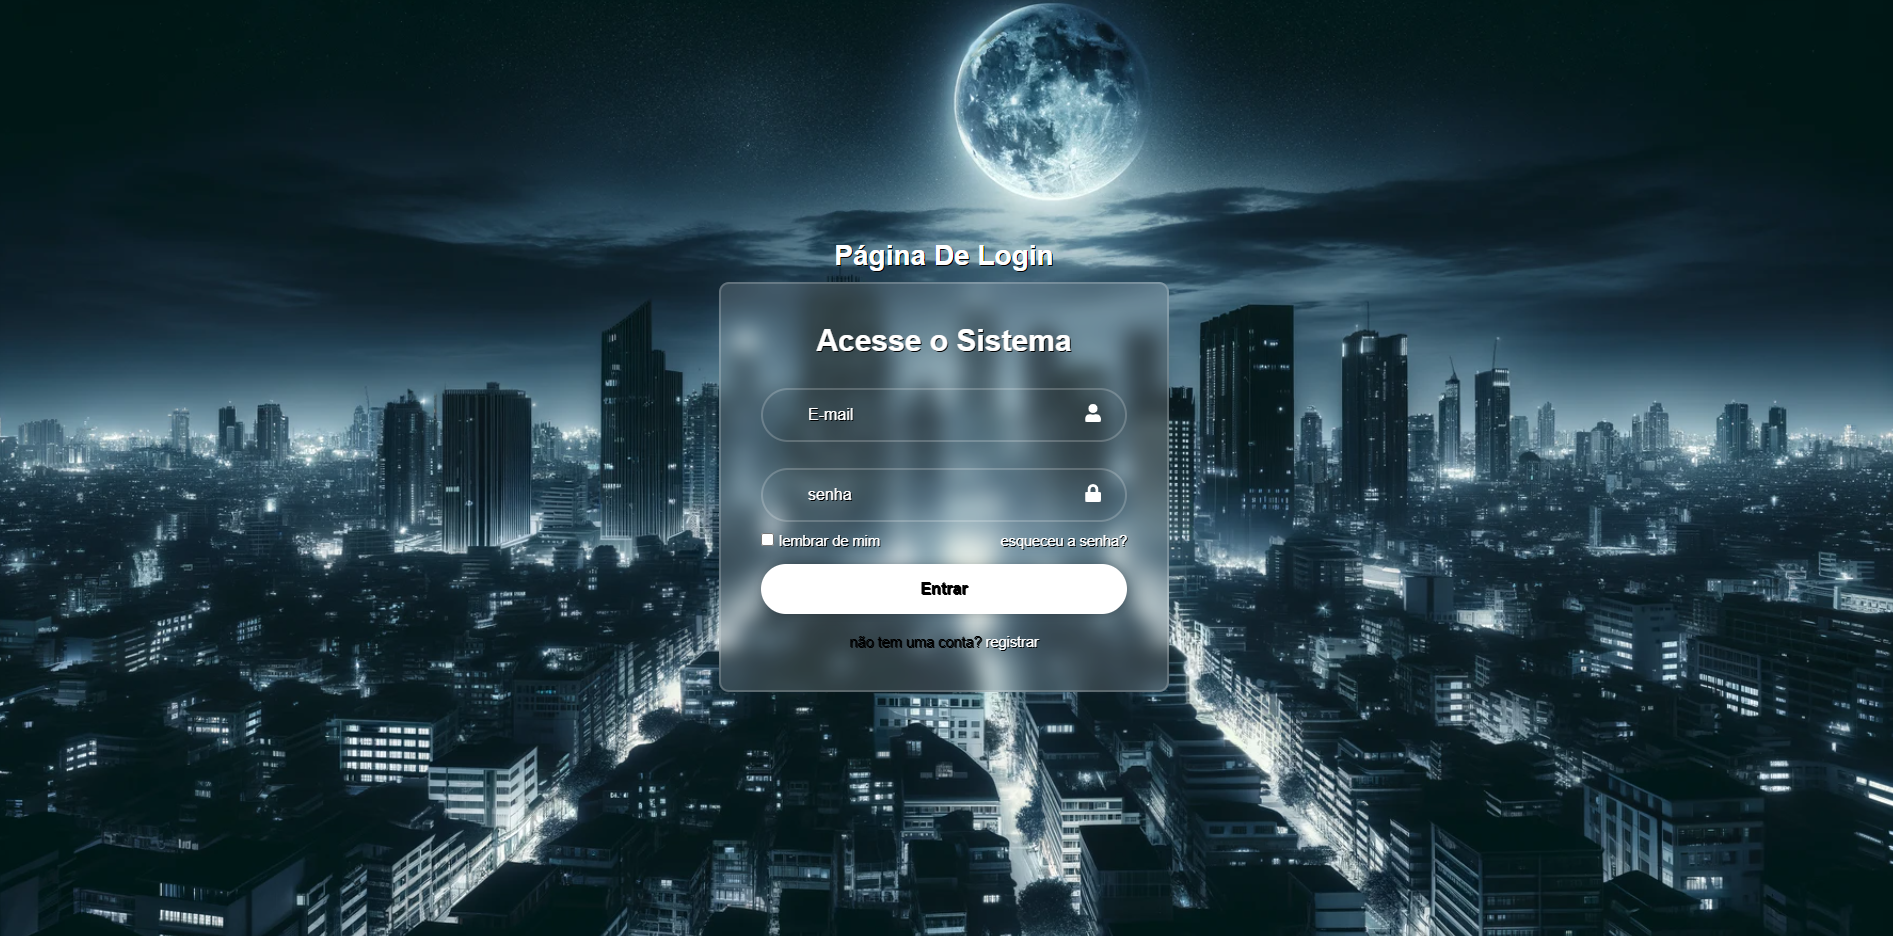 Página De Login
Acesse o Sistema
E-mail
senha
lembrar de mim esqueceu a senha?
Entrar
não tem uma conta? registrar